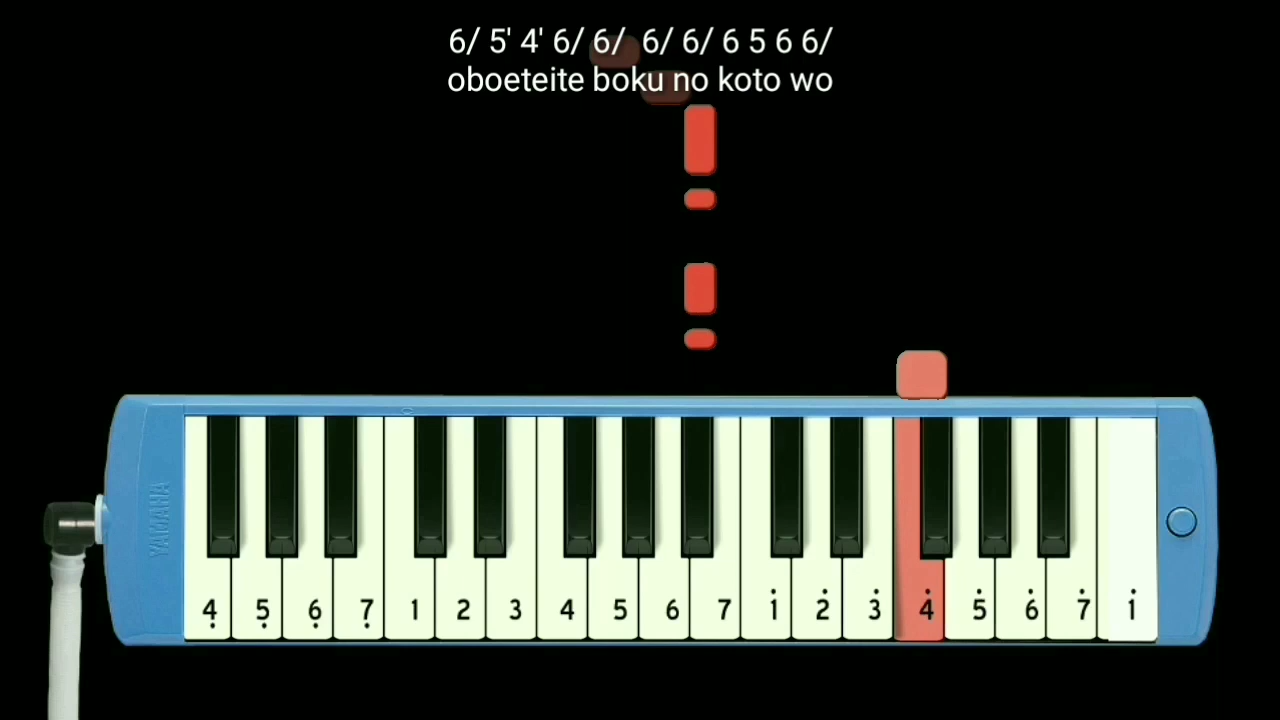 6/ 5' 4' 6/ 6/  6/ 6/ 6 5 6 6/
oboeteite boku no koto wo
YAMAHA
4 5 6 7 1 2 3 4 5 6 7 1 2 3 4 5 6 7 1